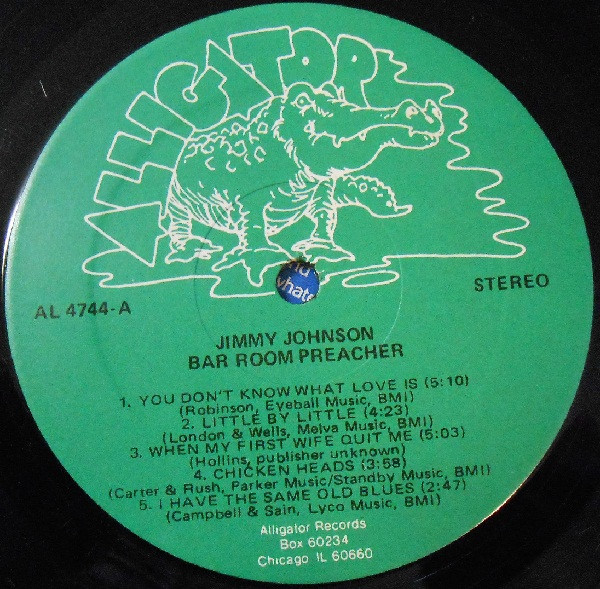 ALLIGATOR
AL 4744-A
STEREO
JIMMY JOHNSON
BAR ROOM PREACHER
1. YOU DON'T KNOW WHAT LOVE IS (5:10)
(Robinson, Eyeball Music, BMI)
2. LITTLE BY LITTLE (4:23)
(London & Wells, Melva Music, BMI)
3. WHEN MY FIRST WIFE QUIT ME (5:03)
(Hollins, publisher unknown)
4. CHICKEN HEADS (3:58)
(Carter & Rush, Parker Music/Standby Music, BMI)
5. I HAVE THE SAME OLD BLUES (2:47)
(Campbell & Sain, Lyco Music, BMI)
Alligator Records
Box 60234
Chicago IL 60660